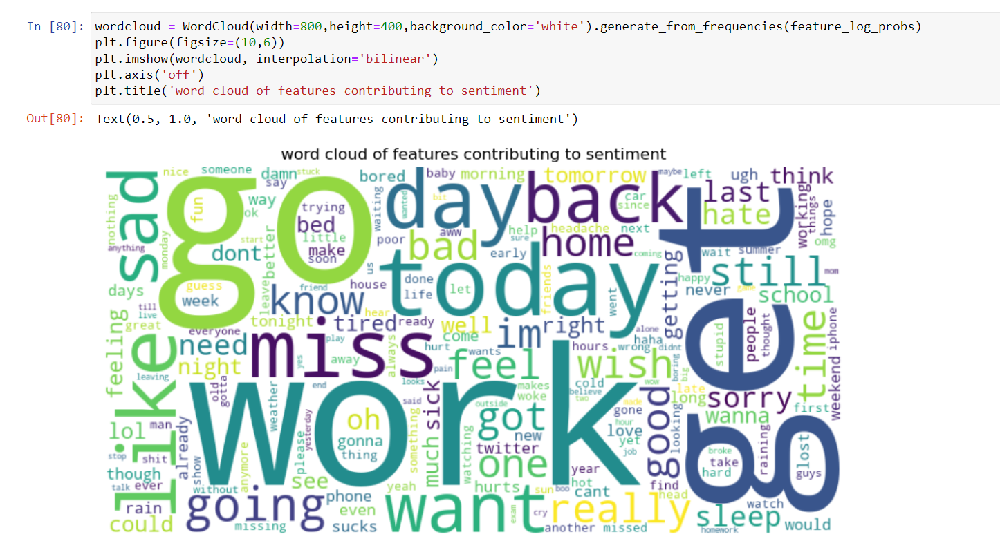 In [80]: wordcloud = WordCloud(width=800,height=400,background_color='white').generate_from_frequencies(feature_log_probs)
plt.figure(figsize=(10,6))
plt.imshow(wordcloud, interpolation='bilinear')
plt.axis('off')
plt.title('word cloud of features contributing to sentiment')
Out[80]: Text(0.5, 1.0, 'word cloud of features contributing to sentiment')
word cloud of features contributing to sentiment
nice
someone
damn
stuck
say
bored
baby
morning
tomorrow
maybe
left
ugh
think
sad
go
day
back
last
hate
get
fun
way
ok
trying
bed
little
make
soon
waiting
wanted
bit
car
since
working
things
hope
omg
nothing
anything
monday
start
dont
better
poor
bad
aww
help
sure
headache
next
home
early
coming
wait
summer
still
mom
days
guess
week
leave
friend
know
us
house
today
done
life
let
friends
went
getting
happy
never
game
school
till
live
great
feeling
like
everyone
tonight
hear
tired
ready
well
come
im
right
alone
haha
hours
wrong
didnt
stupid
people
thought
time
iphone
need
night
miss
play
yes
away
always
hurt
wants
pain
feel
wish
boring
big
weekend
leaving
old
gotta
weather
end
looks
said
sick
makes
woke
outside
cold
believe
two
wow
late
long
sorry
first
work
oh
gonna
thing
yesterday
please
something
much
watching
got
new
twitter
one
made
gone
hour
love
yet
job
good
looking
wanna
raining
lost
lol
man
already
stop
shit
show
anymore
broke
take
hard
guys
though
talk
ever
without
see
yeah
hurts
sun
boo
year
hot
cant
find
head
watch
rain
could
going
missing
phone
even
sucks
want
exam
cry
another
missed
really
sleep
homework
would